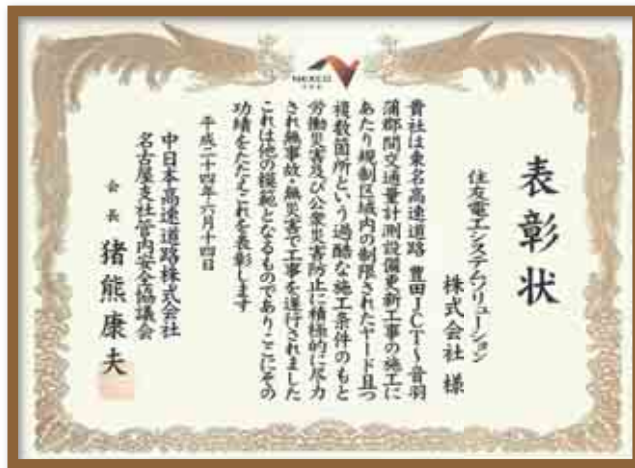 NEXCO
表彰状
住友電工システムソリューション
株式会社 様
貴社は東名高速道路 豊田JCT～音羽
蒲郡間交通量計測設備更新工事の施工に
あたり規制区域内の制限されたヤード且つ
複数箇所という過酷な施工条件のもと
労働災害及び公衆災害防止に積極的に尽力
され無事故・無災害で工事を遂行されました
これは他の模範となるものでありここにその
功績をたたえこれを表彰します
平成二十四年六月十四日
中日本高速道路株式会社
名古屋支社管内安全協議会
会長 猪熊康夫